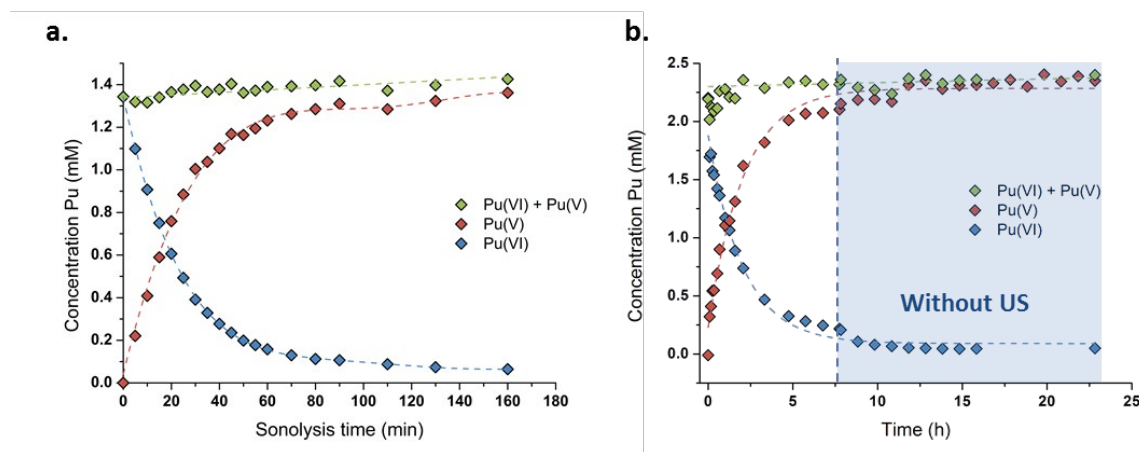 a.
Concentration Pu (mM)
1.4
1.2
1.0
0.8
0.6
0.4
0.2
0.0
0 20 40 60 80 100 120 140 160 180
Sonolysis time (min)
Pu(VI) + Pu(V)
Pu(V)
Pu(VI)
b.
Concentration Pu (mM)
2.5
2.0
1.5
1.0
0.5
0.0
0 5 10 15 20 25
Time (h)
Pu(VI) + Pu(V)
Pu(V)
Pu(VI)
Without US